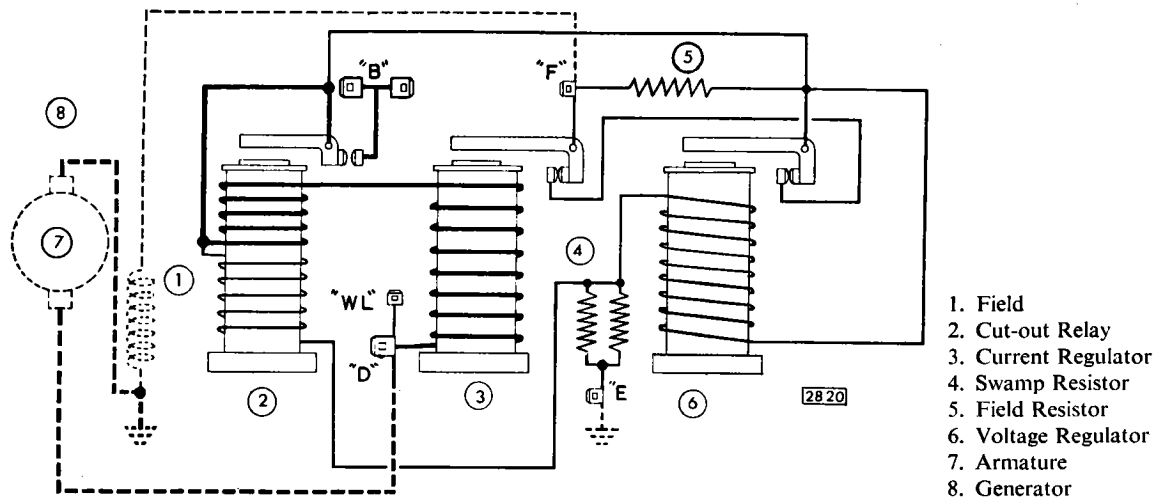 5
"B"
"F"
8
7
1
4
"WL"
"D"
"E
2
3
6
2820
1. Field
2. Cut-out Relay
3. Current Regulator
4. Swamp Resistor
5. Field Resistor
6. Voltage Regulator
7. Armature
8. Generator